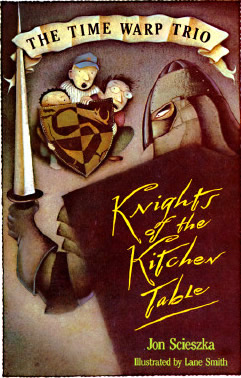 THE TIME WARP TRIO
Knights
of the
Kitchen
Table
Jon Scieszka
Illustrated by Lane Smith